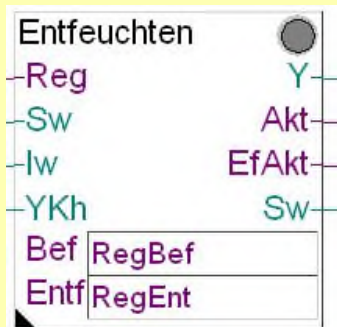 Entfeuchten
Reg Y
Sw Akt
Iw EfAkt
YKh Sw
Bef RegBef
Entf RegEnt